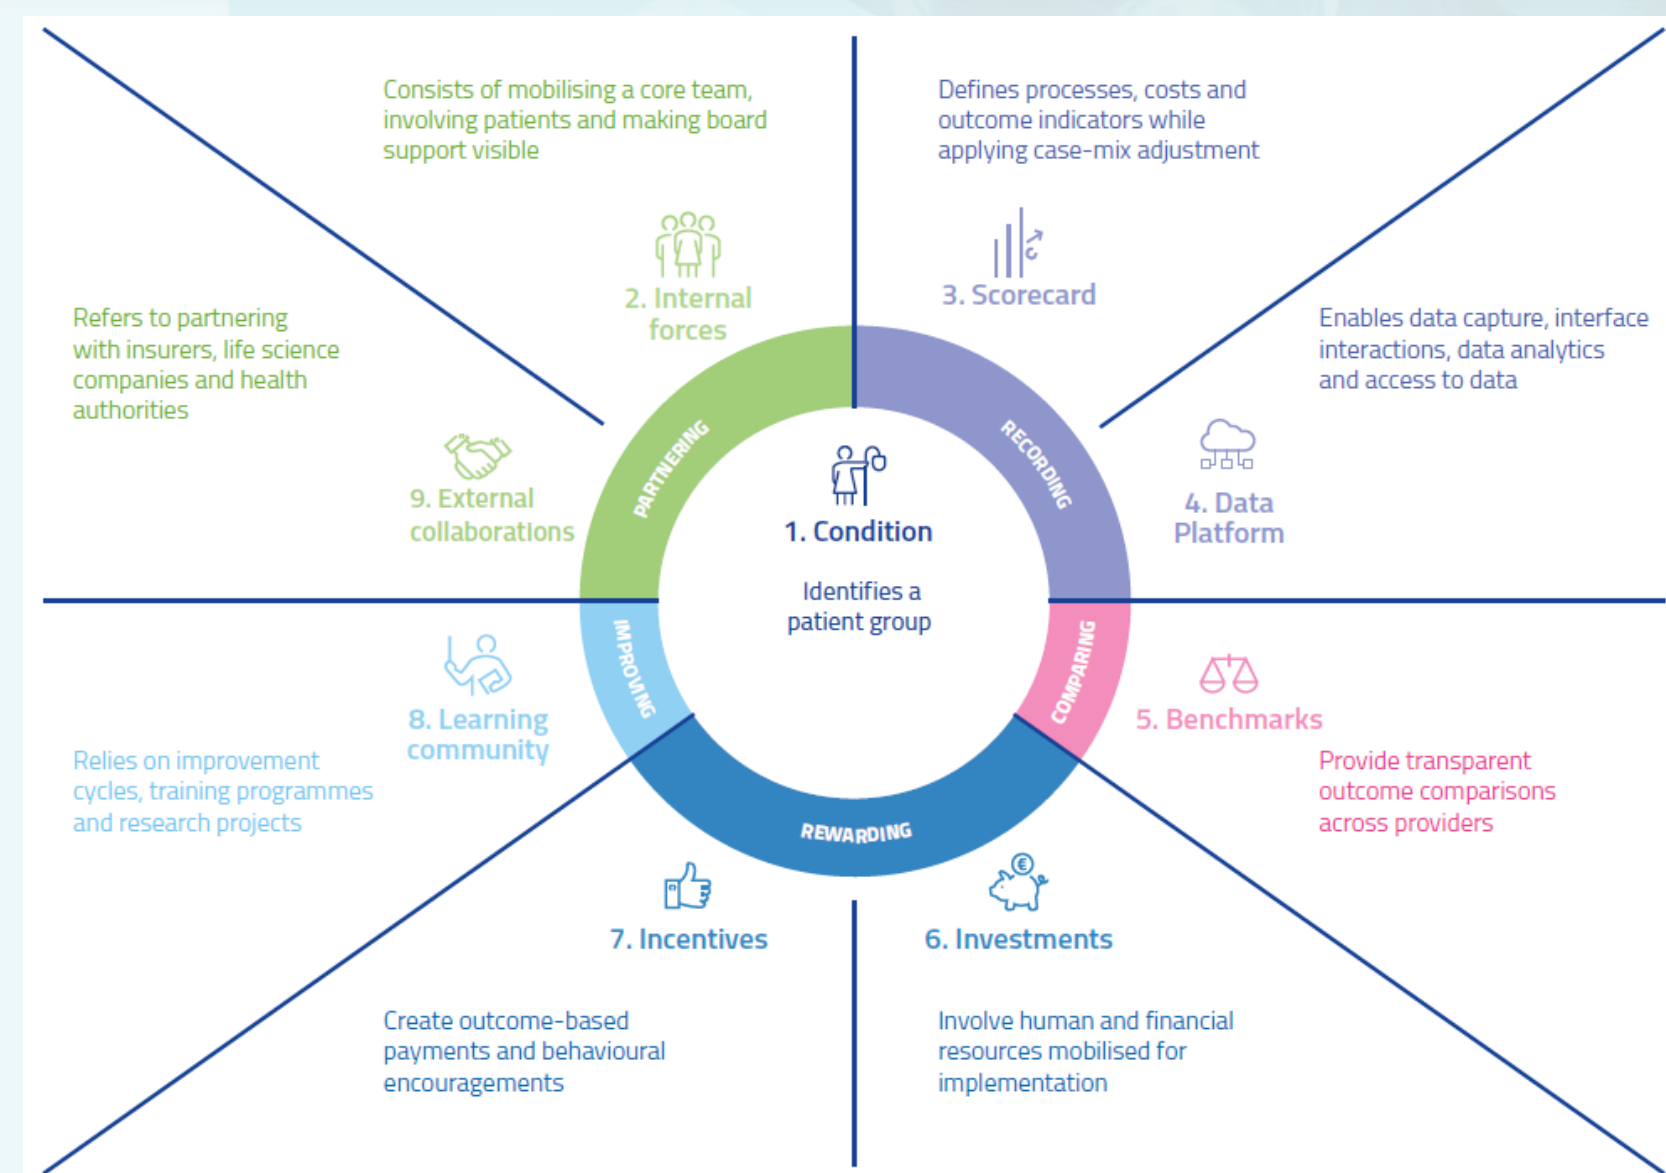 Consists of mobilising a core team,
involving patients and making board
support visible
Defines processes, costs and
outcome indicators while
applying case-mix adjustment
2. Internal
forces
3. Scorecard
Refers to partnering
with insurers, life science
companies and health
authorities
Enables data capture, interface
interactions, data analytics
and access to data
9. External
collaborations
PARTNERING
RECORDING
4. Data
Platform
1. Condition
Identifies a
patient group
IMPROVING
COMPARING
8. Learning
community
5. Benchmarks
Relies on improvement
cycles, training programmes
and research projects
Provide transparent
outcome comparisons
across providers
REWARDING
€
7. Incentives
6. Investments
Create outcome-based
payments and behavioural
encouragements
Involve human and financial
resources mobilised for
implementation